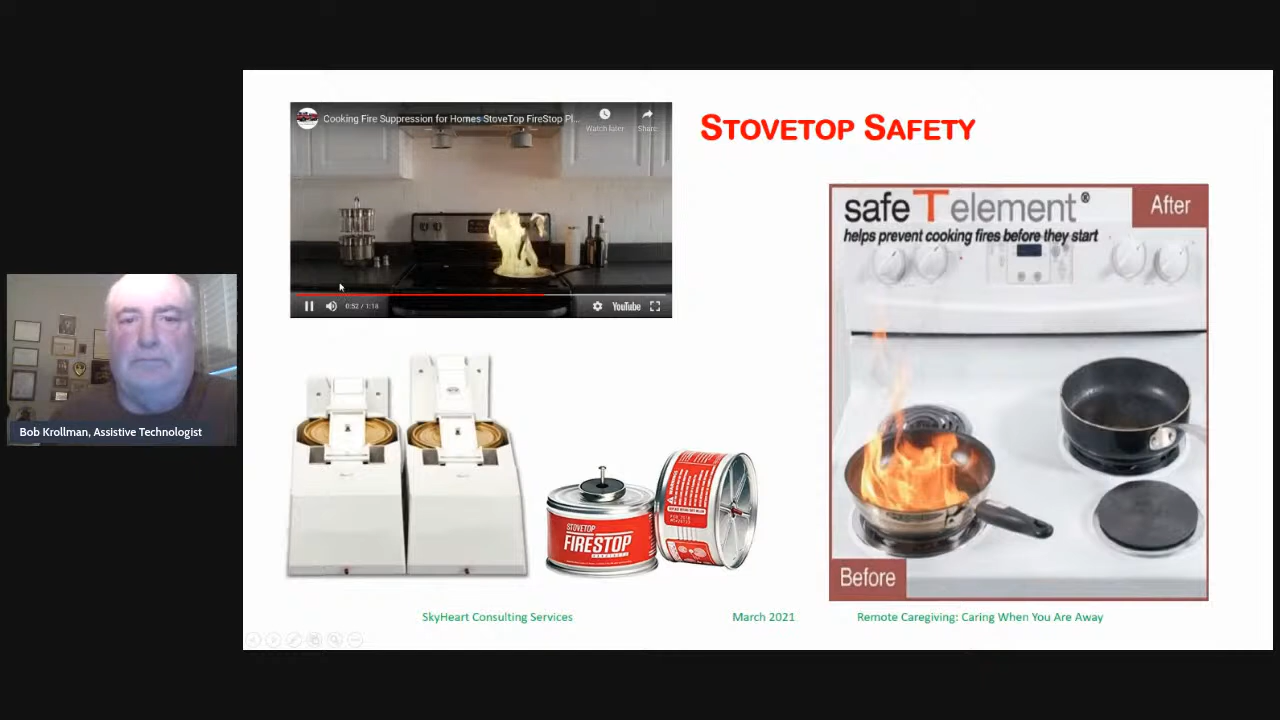 Bob Krollman, Assistive Technologist
Cooking Fire Suppression for Homes StoveTop FireStop Pl...
Watch later
Share
0:52 / 1:18
YouTube
STOVETOP SAFETY
safe T element®
helps prevent cooking fires before they start
After
Before
STOVETOP
FIRESTOP
SkyHeart Consulting Services
March 2021
Remote Caregiving: Caring When You Are Away